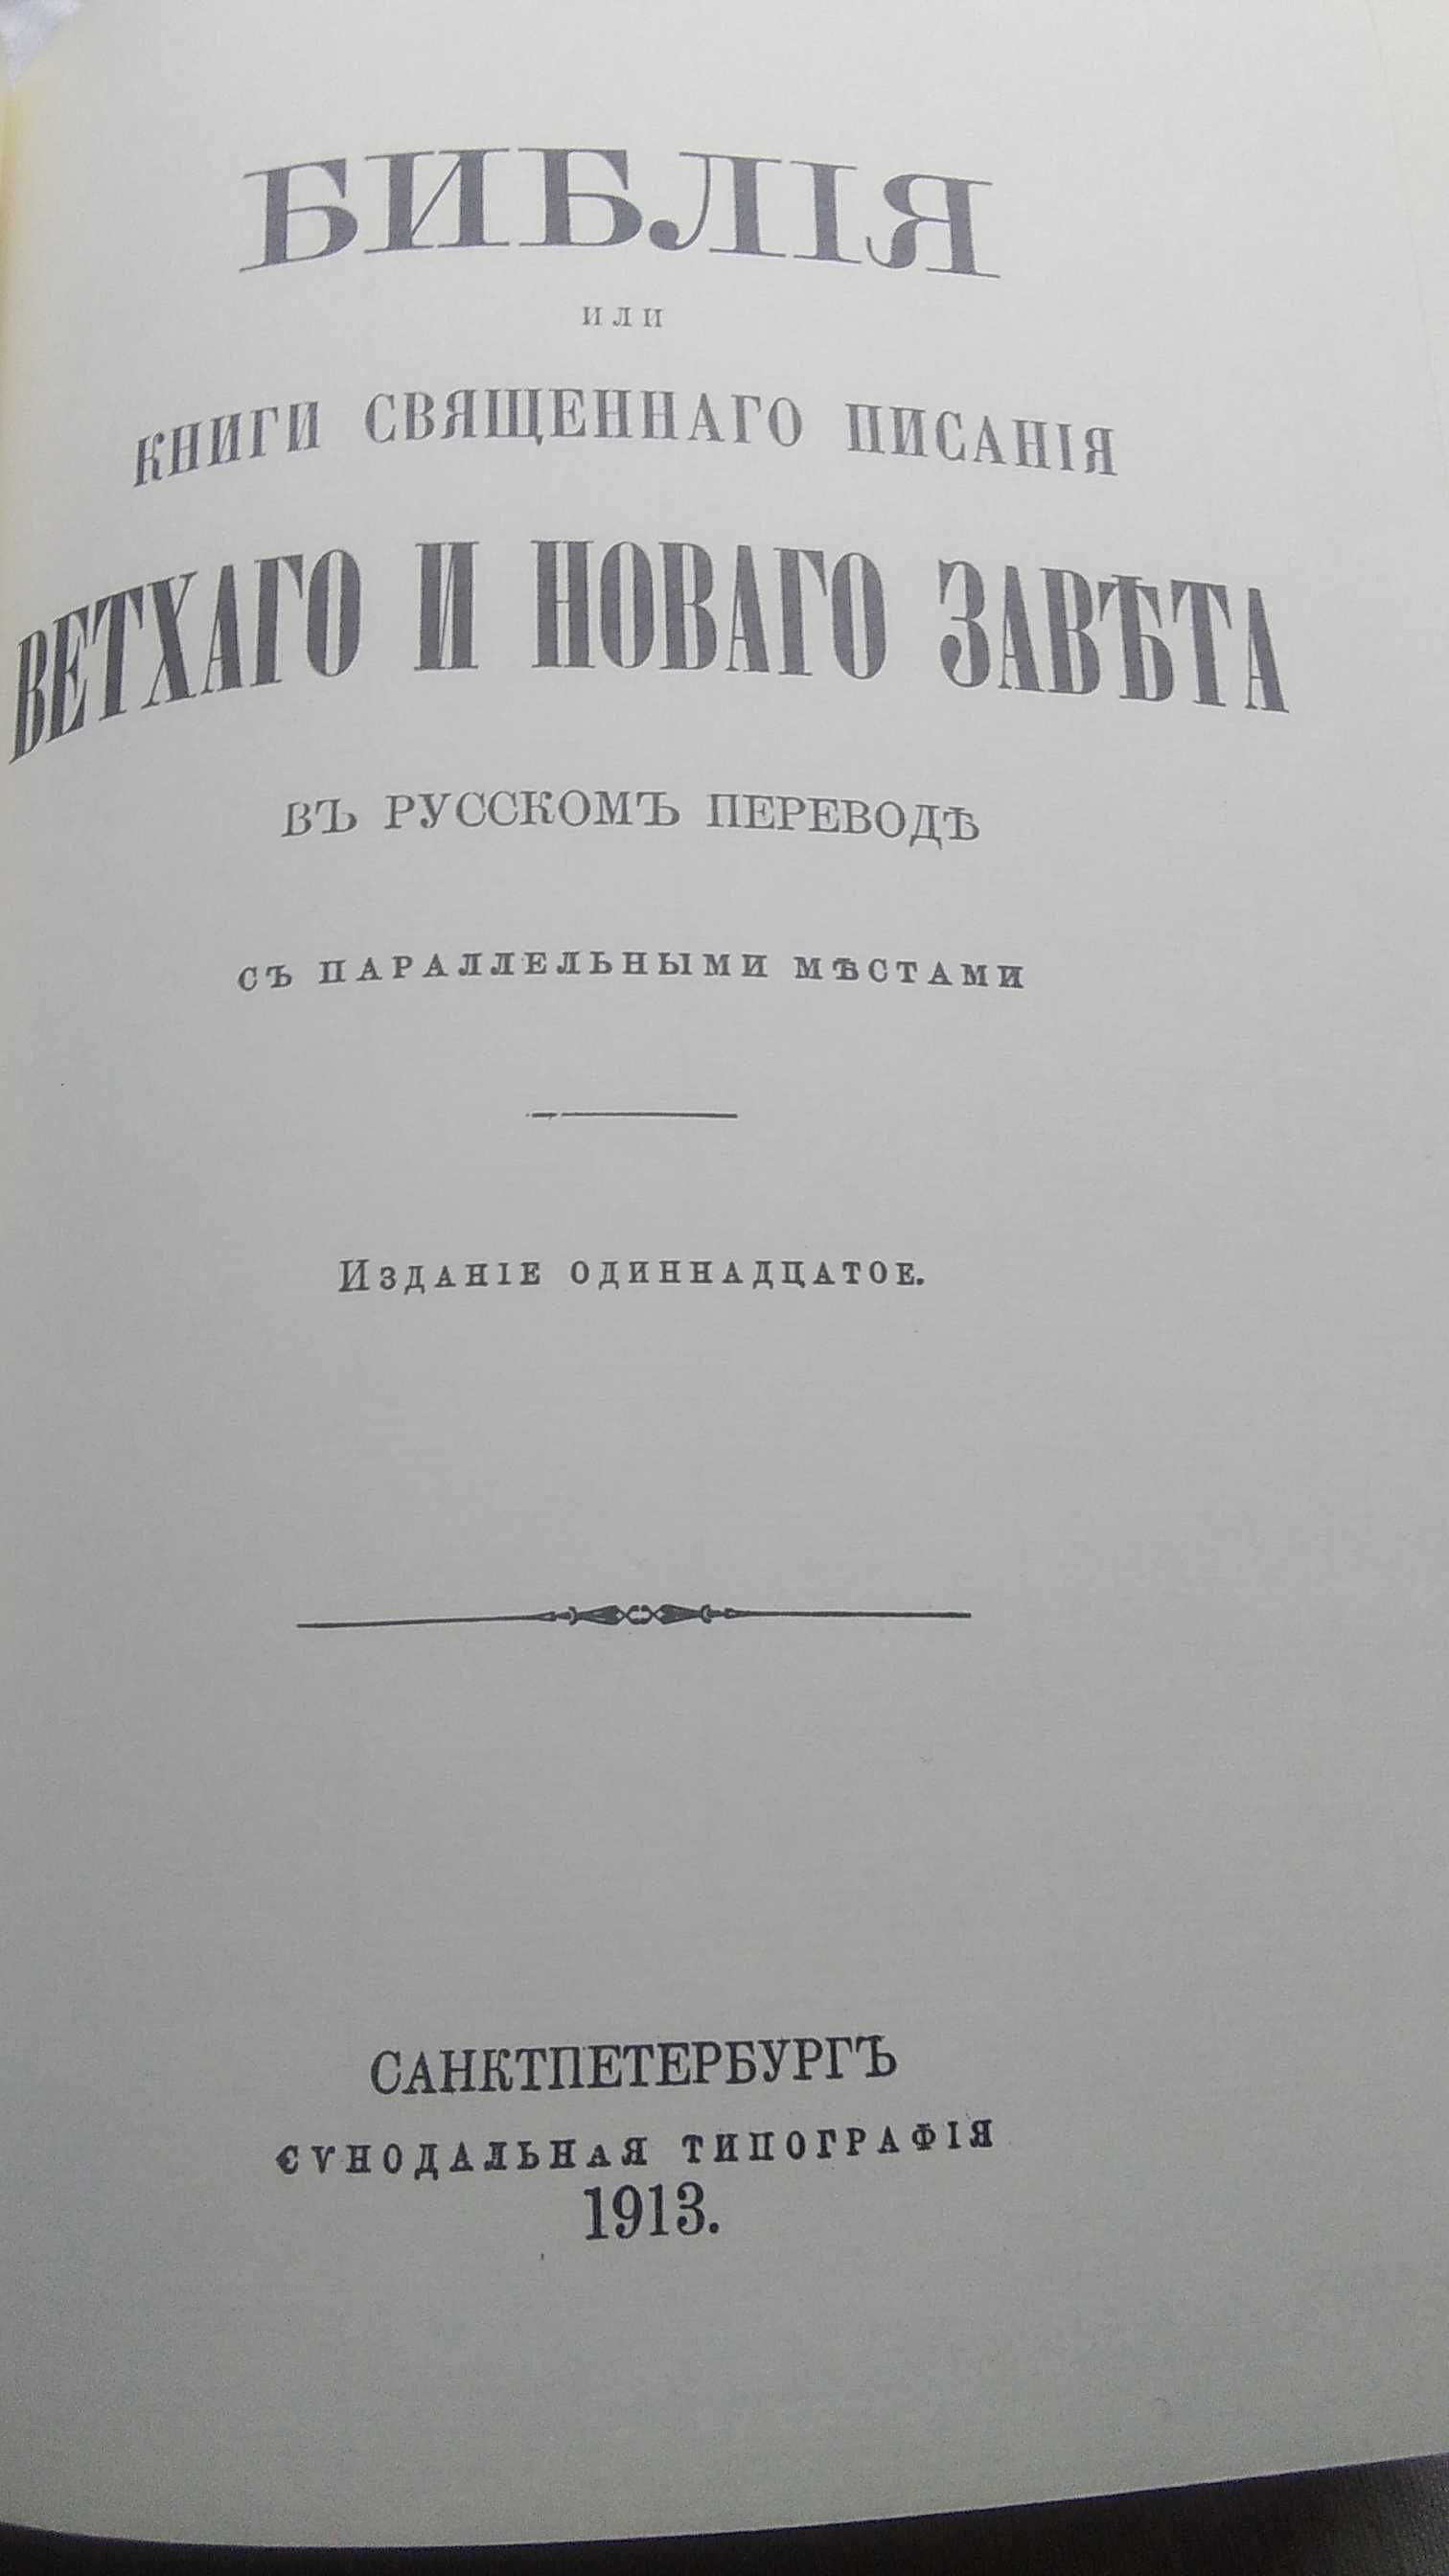 БИБЛІЯ
ИЛИ
КНИГИ СВЯЩЕННАГО ПИСАНІЯ
ВЕТХАГО И НОВАГО ЗАВѢТА
ВЪ РУССКОМЪ ПЕРЕВОДѢ
СЪ ПАРАЛЛЕЛЬНЫМИ МѢСТАМИ
Изданіе одиннадцатое.
САНКТПЕТЕРБУРГЪ
СѴНОДАЛЬНАЯ ТИПОГРАФІЯ
1913.